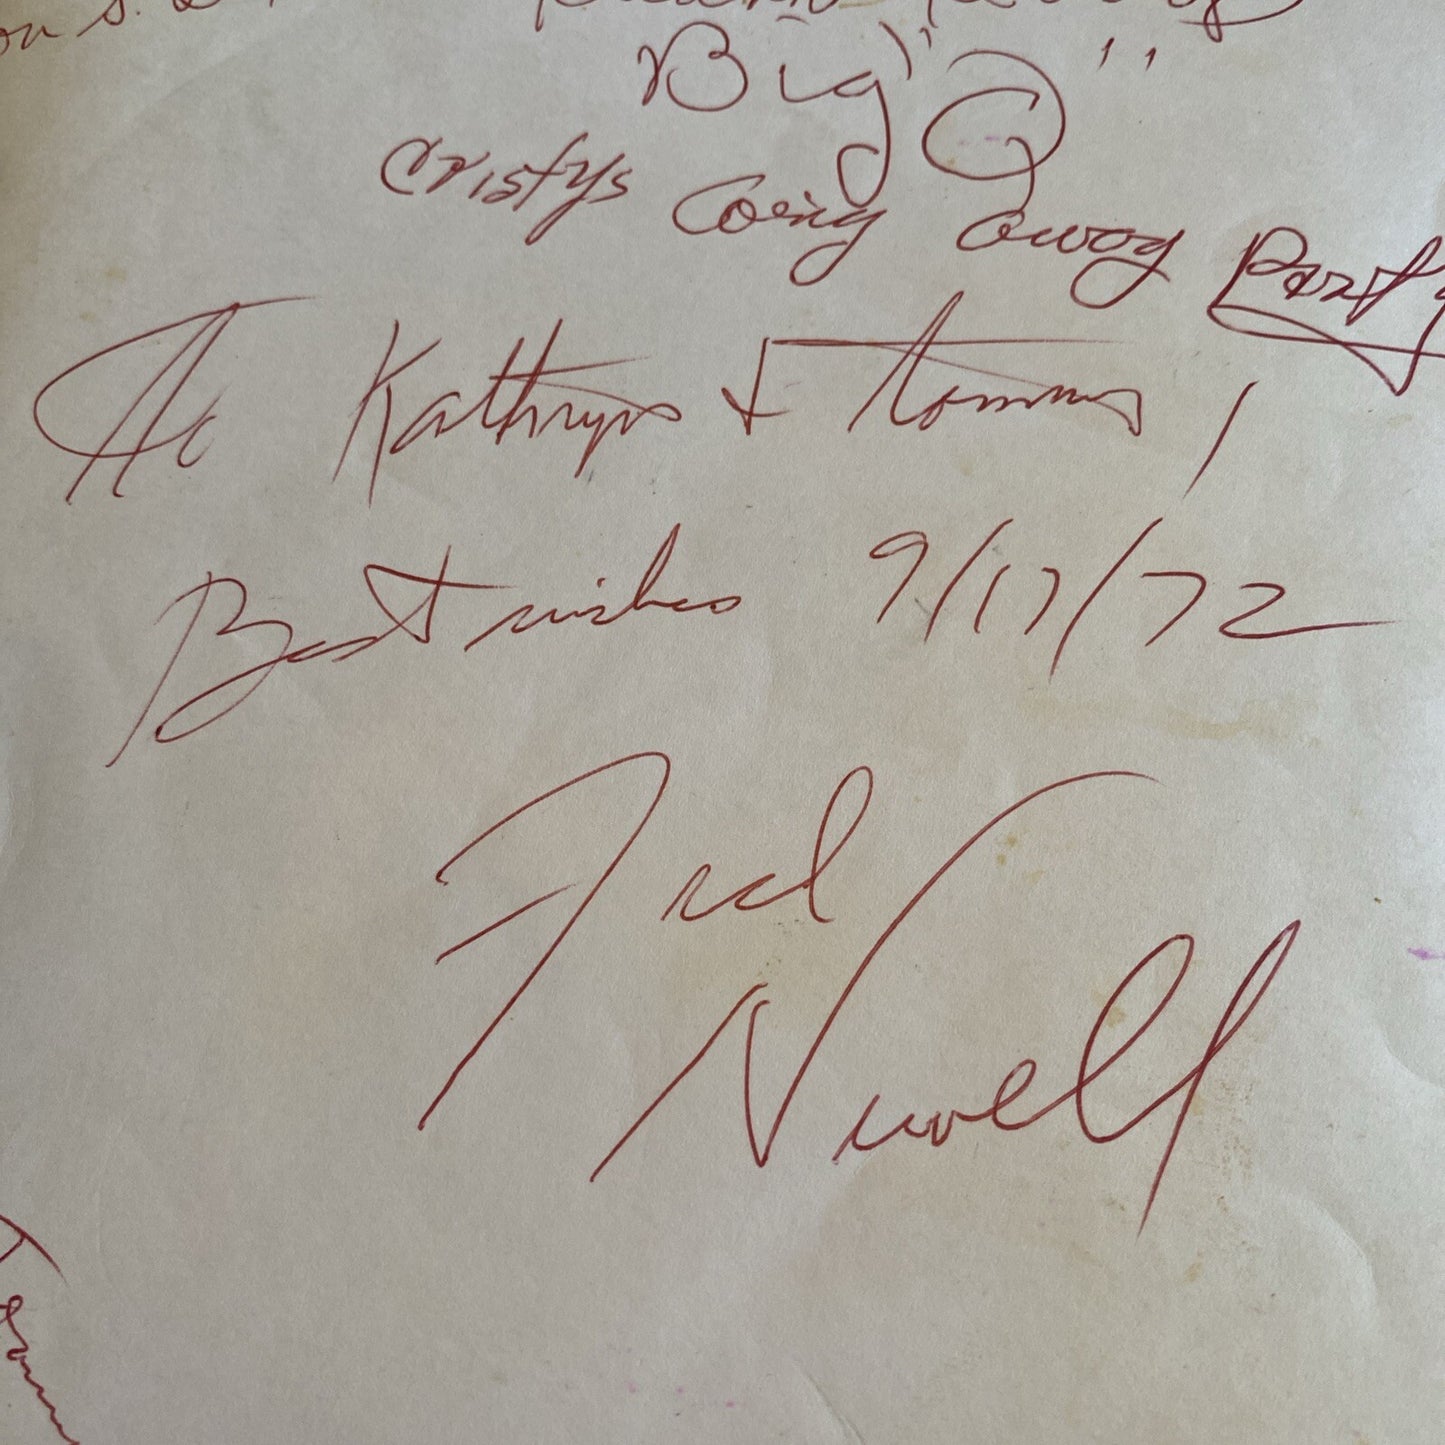 Big "Q"
Cristys Going Away Party
To Kathryn & Tommy,
Best wishes 9/17/72
Fred
Newell